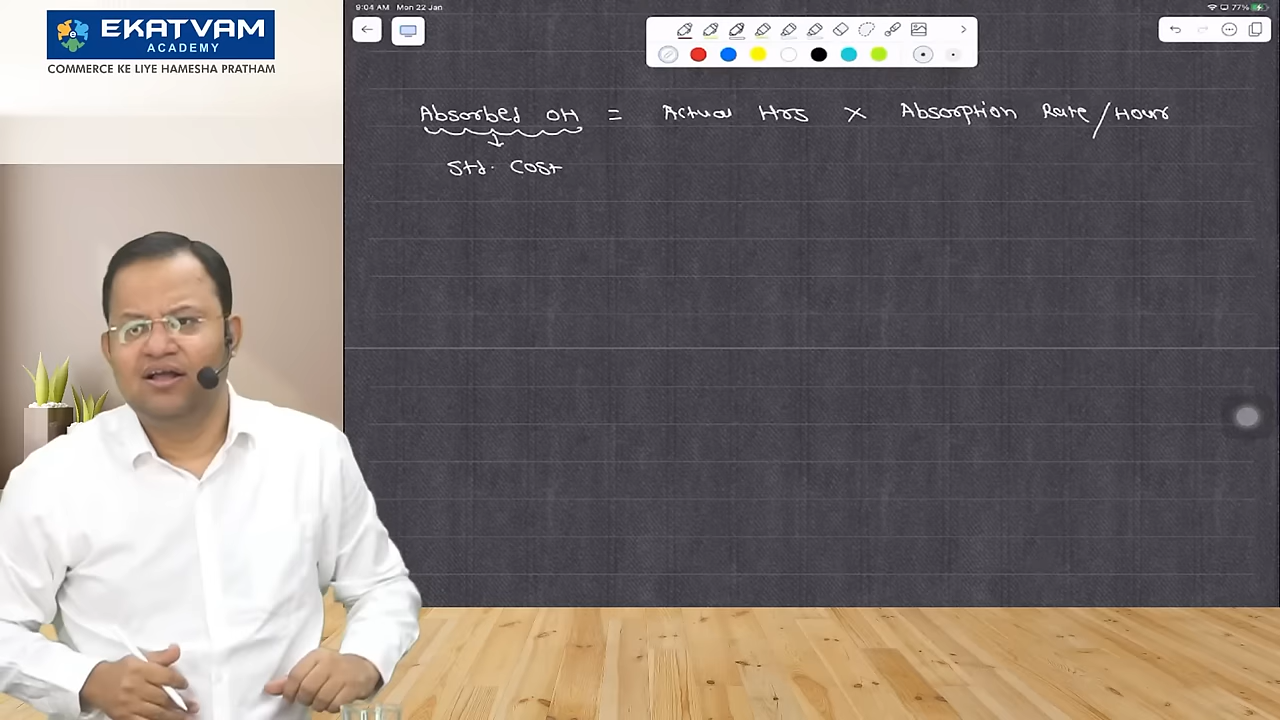 EKATVAM
ACADEMY
COMMERCE KE LIYE HAMESHA PRATHAM
9:04 AM Mon 22 Jan
77%
Absorbed OH = Actual Hrs × Absorption Rate/Hour
Std. Cost